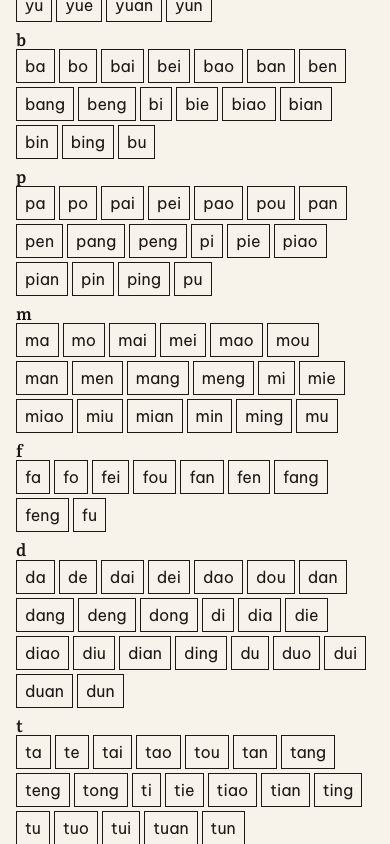 yu yue yuan yun
b
ba bo bai bei bao ban ben
bang beng bi bie biao bian
bin bing bu
p
pa po pai pei pao pou pan
pen pang peng pi pie piao
pian pin ping pu
m
ma mo mai mei mao mou
man men mang meng mi mie
miao miu mian min ming mu
f
fa fo fei fou fan fen fang
feng fu
d
da de dai dei dao dou dan
dang deng dong di dia die
diao diu dian ding du duo dui
duan dun
t
ta te tai tao tou tan tang
teng tong ti tie tiao tian ting
tu tuo tui tuan tun